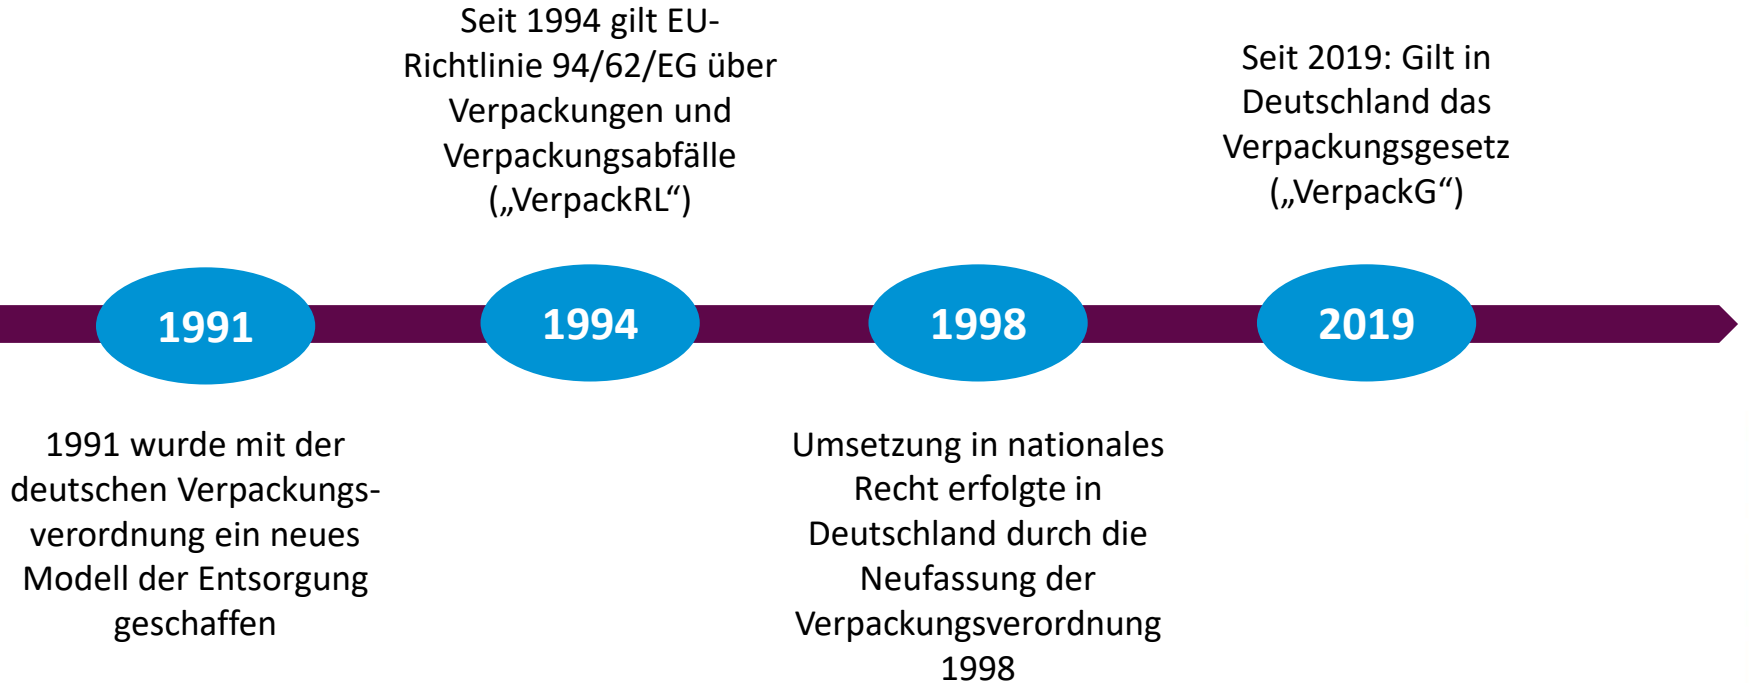 Seit 1994 gilt EU-
Richtlinie 94/62/EG über
Verpackungen und
Verpackungsabfälle
(„VerpackRL“)
Seit 2019: Gilt in
Deutschland das
Verpackungsgesetz
(„VerpackG“)
1991
1994
1998
2019
1991 wurde mit der
deutschen Verpackungs-
verordnung ein neues
Modell der Entsorgung
geschaffen
Umsetzung in nationales
Recht erfolgte in
Deutschland durch die
Neufassung der
Verpackungsverordnung
1998